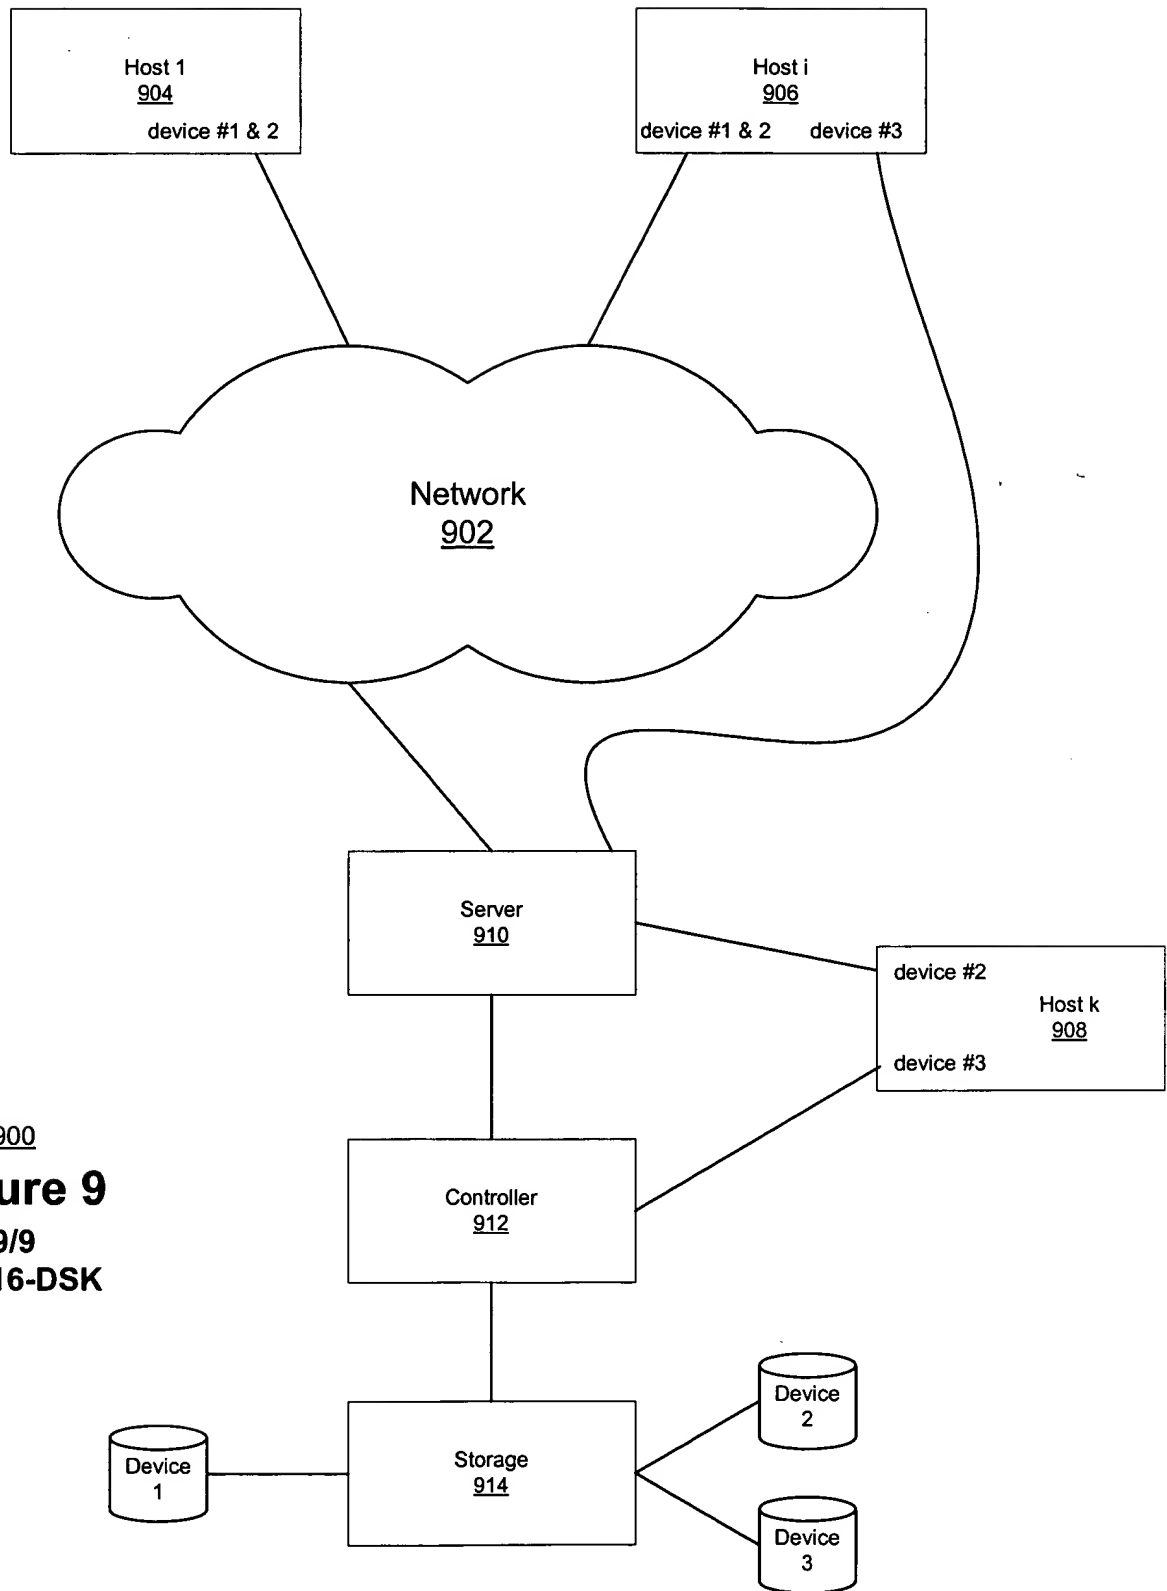 Host 1
904
device #1 & 2
Host i
906
device #1 & 2 device #3
Network
902
Server
910
device #2
Host k
908
device #3
900
ure 9
9/9
16-DSK
Controller
912
Device
1
Storage
914
Device
2
Device
3